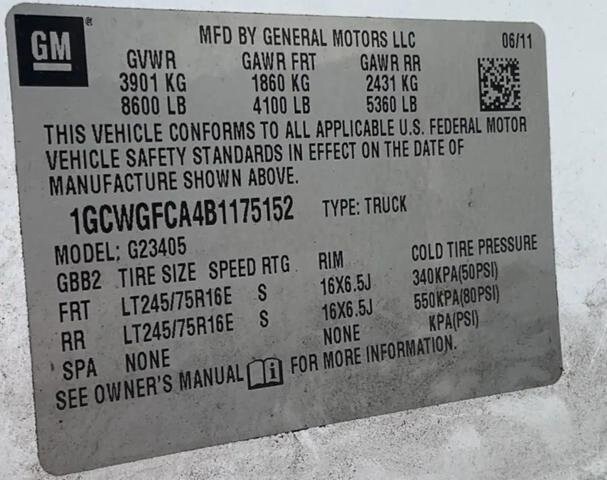 GM®
MFD BY GENERAL MOTORS LLC 06/11
GVWR GAWR FRT GAWR RR
3901 KG 1860 KG 2431 KG
8600 LB 4100 LB 5360 LB
THIS VEHICLE CONFORMS TO ALL APPLICABLE U.S. FEDERAL MOTOR
VEHICLE SAFETY STANDARDS IN EFFECT ON THE DATE OF
MANUFACTURE SHOWN ABOVE.
1GCWGFCA4B1175152 TYPE: TRUCK
MODEL: G23405
GBB2 TIRE SIZE SPEED RTG RIM COLD TIRE PRESSURE
FRT LT245/75R16E S 16X6.5J 340KPA(50PSI)
RR LT245/75R16E S 16X6.5J 550KPA(80PSI)
SPA NONE NONE KPA(PSI)
SEE OWNER'S MANUAL FOR MORE INFORMATION.